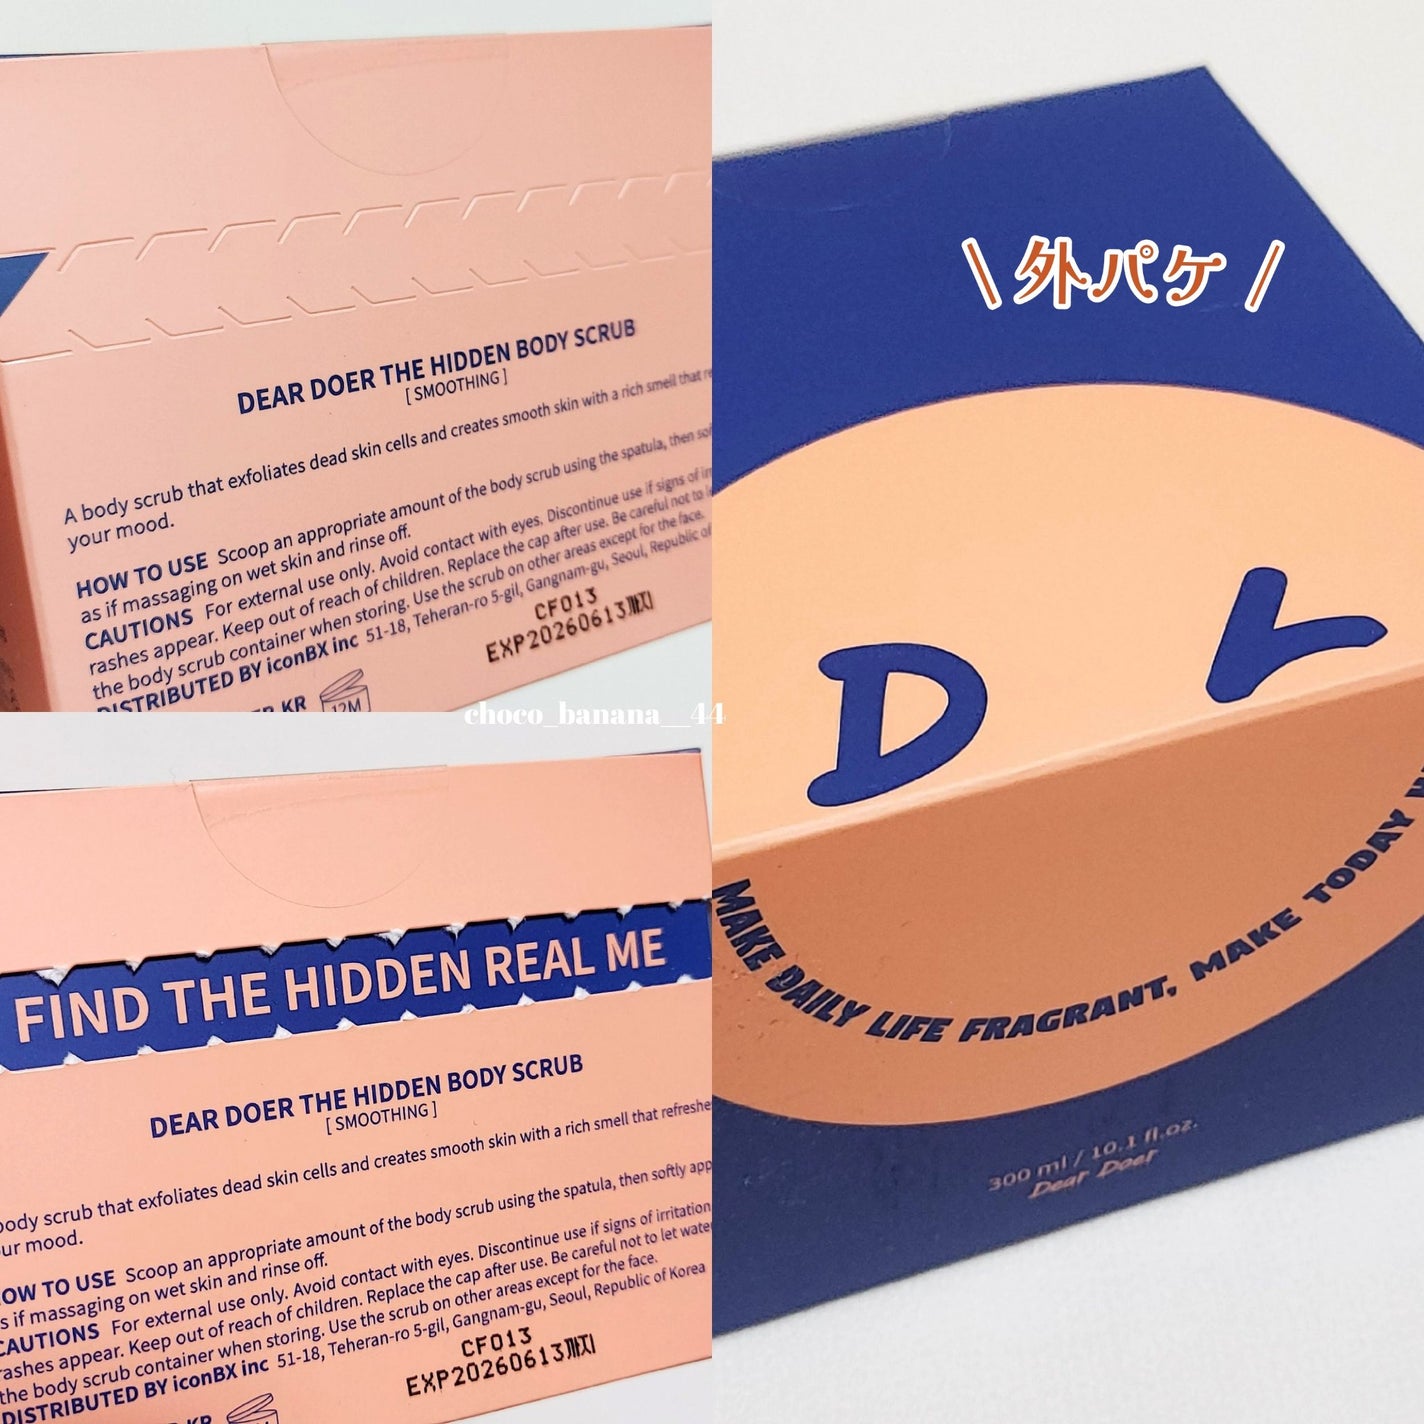 DEAR DOER THE HIDDEN BODY SCRUB
[ SMOOTHING ]
A body scrub that exfoliates dead skin cells and creates smooth skin with a rich smell that
your mood.
HOW TO USE Scoop an appropriate amount of the body scrub using the spatula, then
as if massaging on wet skin and rinse off.
CAUTIONS For external use only. Avoid contact with eyes. Discontinue use if signs of
rashes appear. Keep out of reach of children. Replace the cap after use. Be careful not to
the body scrub container when storing. Use the scrub on other areas except for the face.
DISTRIBUTED BY iconBX inc 51-18, Teheran-ro 5-gil, Gangnam-gu, Seoul, Republic of
KR
12M
CF013
EXP20260613까지
choco_banana__44
FIND THE HIDDEN REAL ME
DEAR DOER THE HIDDEN BODY SCRUB
[ SMOOTHING ]
body scrub that exfoliates dead skin cells and creates smooth skin with a rich smell that refreshe
ur mood.
OW TO USE Scoop an appropriate amount of the body scrub using the spatula, then softly app
s if massaging on wet skin and rinse off.
CAUTIONS For external use only. Avoid contact with eyes. Discontinue use if signs of irritation
rashes appear. Keep out of reach of children. Replace the cap after use. Be careful not to let water
the body scrub container when storing. Use the scrub on other areas except for the face.
DISTRIBUTED BY iconBX inc 51-18, Teheran-ro 5-gil, Gangnam-gu, Seoul, Republic of Korea
KR
CF013
EXP20260613까지
\ 外パケ /
D r
MAKE DAILY LIFE FRAGRANT, MAKE TODAY
300 ml / 10.1 fl.oz.
Dear Doer